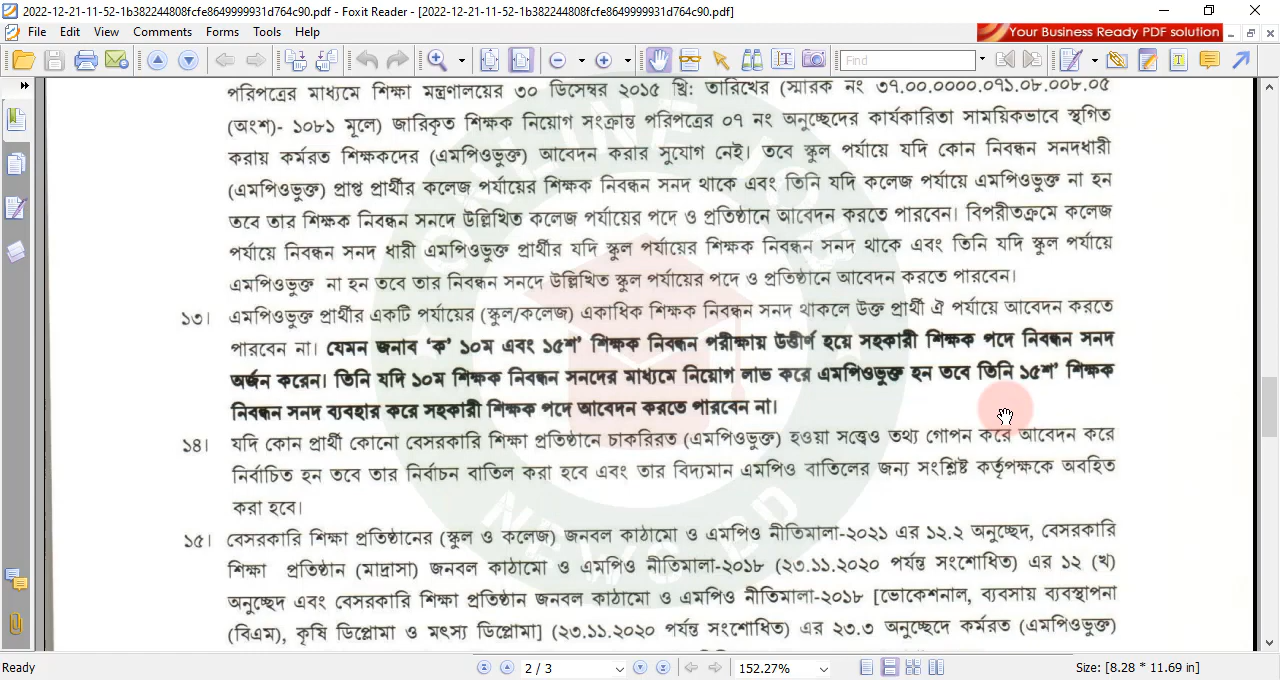 2022-12-21-11-52-1b382244808fcfe8649999931d764c90.pdf - Foxit Reader - [2022-12-21-11-52-1b382244808fcfe8649999931d764c90.pdf]
File Edit View Comments Forms Tools Help
Your Business Ready PDF solution
Find
পরিপত্রের মাধ্যমে শিক্ষা মন্ত্রণালয়ের ৩০ ডিসেম্বর ২০১৫ খ্রি: তারিখের (স্মারক নং ৩৭.০০.০০০০.০৭১.০৮.০০৮.০৫
(অংশ)- ১০৮১ মূলে) জারিকৃত শিক্ষক নিয়োগ সংক্রান্ত পরিপত্রের ০৭ নং অনুচ্ছেদের কার্যকারিতা সাময়িকভাবে স্থগিত
করায় কর্মরত শিক্ষকদের (এমপিওভুক্ত) আবেদন করার সুযোগ নেই। তবে স্কুল পর্যায়ে যদি কোন নিবন্ধন সনদধারী
(এমপিওভুক্ত) প্রাপ্ত প্রার্থীর কলেজ পর্যায়ের শিক্ষক নিবন্ধন সনদ থাকে এবং তিনি যদি কলেজ পর্যায়ে এমপিওভুক্ত না হন
তবে তার শিক্ষক নিবন্ধন সনদে উল্লিখিত কলেজ পর্যায়ের পদে ও প্রতিষ্ঠানে আবেদন করতে পারবেন। বিপরীতক্রমে কলেজ
পর্যায়ে নিবন্ধন সনদ ধারী এমপিওভুক্ত প্রার্থীর যদি স্কুল পর্যায়ের শিক্ষক নিবন্ধন সনদ থাকে এবং তিনি যদি স্কুল পর্যায়ে
এমপিওভুক্ত না হন তবে তার নিবন্ধন সনদে উল্লিখিত স্কুল পর্যায়ের পদে ও প্রতিষ্ঠানে আবেদন করতে পারবেন।
১৩। এমপিওভুক্ত প্রার্থীর একটি পর্যায়ের (স্কুল/কলেজ) একাধিক শিক্ষক নিবন্ধন সনদ থাকলে উক্ত প্রার্থী ঐ পর্যায়ে আবেদন করতে
পারবেন না। যেমন জনাব ‘ক’ ১০ম এবং ১৫শ’ শিক্ষক নিবন্ধন পরীক্ষায় উত্তীর্ণ হয়ে সহকারী শিক্ষক পদে নিবন্ধন সনদ
অর্জন করেন। তিনি যদি ১০ম শিক্ষক নিবন্ধন সনদের মাধ্যমে নিয়োগ লাভ করে এমপিওভুক্ত হন তবে তিনি ১৫শ’ শিক্ষক
নিবন্ধন সনদ ব্যবহার করে সহকারী শিক্ষক পদে আবেদন করতে পারবেন না।
১৪। যদি কোন প্রার্থী কোনো বেসরকারি শিক্ষা প্রতিষ্ঠানে চাকরিরত (এমপিওভুক্ত) হওয়া সত্ত্বেও তথ্য গোপন করে আবেদন করে
নির্বাচিত হন তবে তার নির্বাচন বাতিল করা হবে এবং তার বিদ্যমান এমপিও বাতিলের জন্য সংশ্লিষ্ট কর্তৃপক্ষকে অবহিত
করা হবে।
১৫। বেসরকারি শিক্ষা প্রতিষ্ঠানের (স্কুল ও কলেজ) জনবল কাঠামো ও এমপিও নীতিমালা-২০২১ এর ১২.২ অনুচ্ছেদ, বেসরকারি
শিক্ষা প্রতিষ্ঠান (মাদ্রাসা) জনবল কাঠামো ও এমপিও নীতিমালা-২০১৮ (২৩.১১.২০২০ পর্যন্ত সংশোধিত) এর ১২ (খ)
অনুচ্ছেদ এবং বেসরকারি শিক্ষা প্রতিষ্ঠান জনবল কাঠামো ও এমপিও নীতিমালা-২০১৮ [ভোকেশনাল, ব্যবসায় ব্যবস্থাপনা
(বিএম), কৃষি ডিপ্লোমা ও মৎস্য ডিপ্লোমা] (২৩.১১.২০২০ পর্যন্ত সংশোধিত) এর ২৩.৩ অনুচ্ছেদে কর্মরত (এমপিওভুক্ত)
ONLINE JOB
NEWS BD
Ready 2 / 3 152.27% Size: [8.28 * 11.69 in]